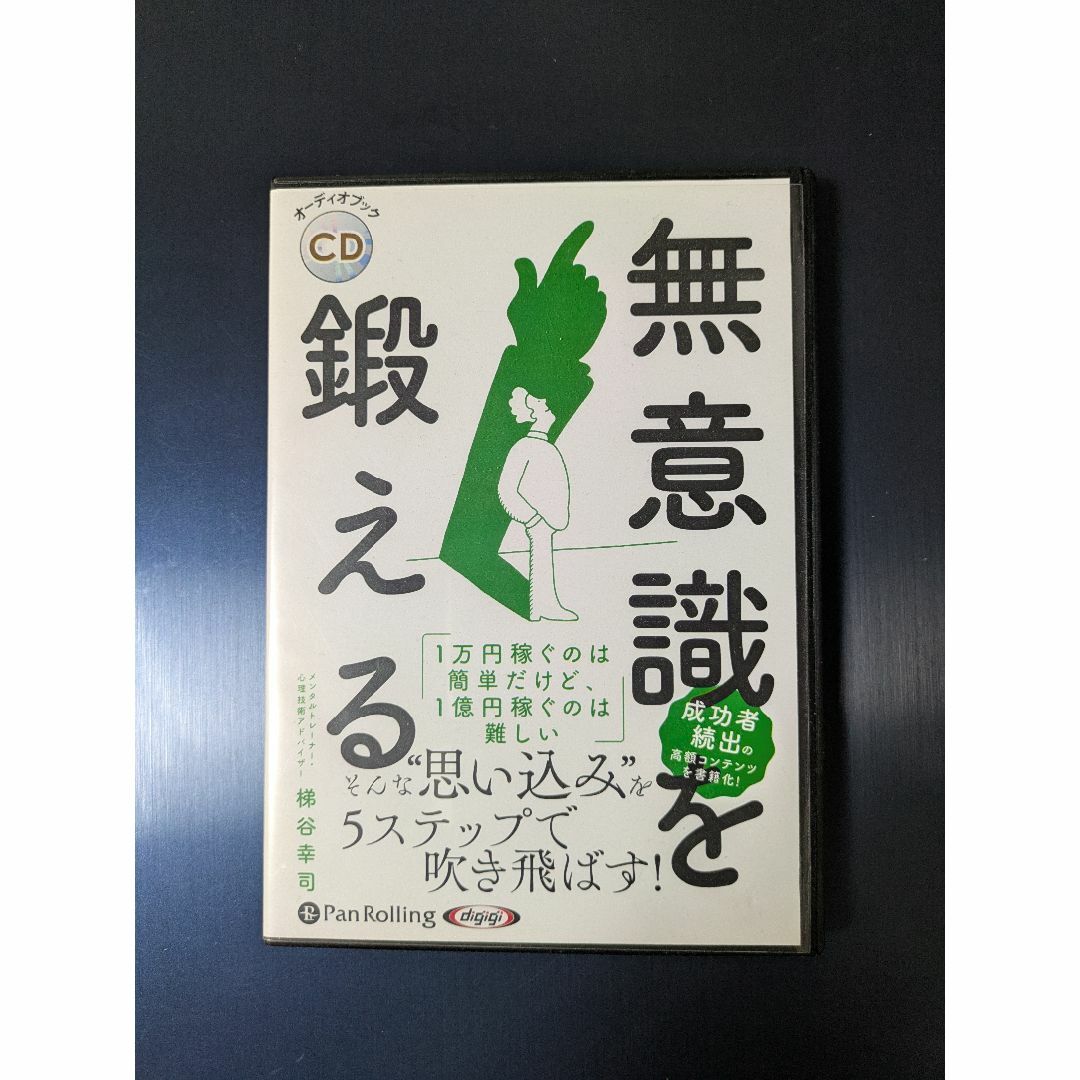 オーディオブック
CD
無意識を
鍛える
「1万円稼ぐのは
簡単だけど、
1億円稼ぐのは
難しい」
そんな“思い込み”を
5ステップで
吹き飛ばす!
成功者
続出の
高額コンテンツ
を書籍化!
メンタルトレーナー・
心理技術アドバイザー
梯谷幸司
PanRolling
digigi